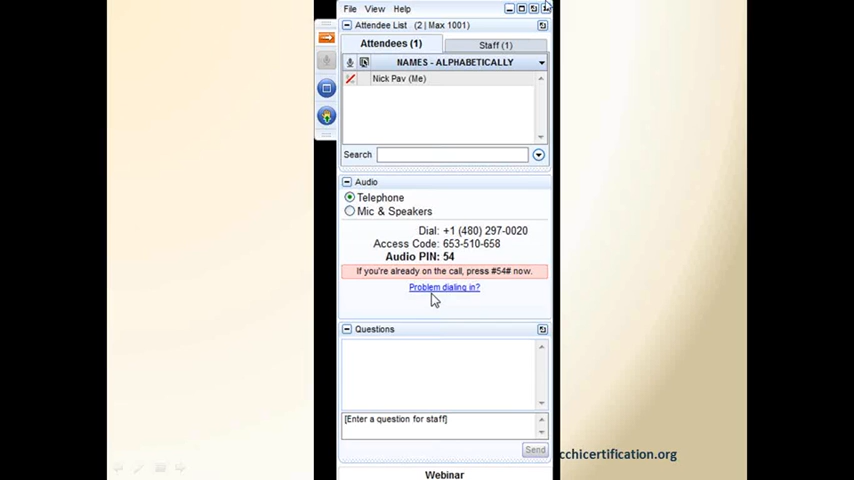 File View Help
Attendee List (2 | Max 1001)
Attendees (1)
Staff (1)
NAMES - ALPHABETICALLY
Nick Pav (Me)
Search
Audio
Telephone
Mic & Speakers
Dial: +1 (480) 297-0020
Access Code: 653-510-658
Audio PIN: 54
If you're already on the call, press #54# now.
Problem dialing in?
Questions
[Enter a question for staff]
Send
cchicertification.org
Webinar